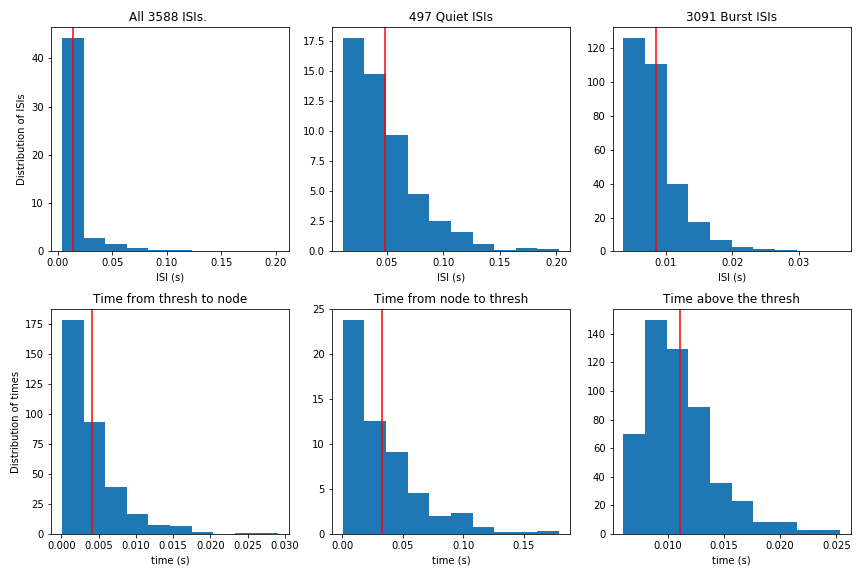 All 3588 ISIs.
497 Quiet ISIs
3091 Burst ISIs
Distribution of ISIs
40
30
20
10
0
0.00 0.05 0.10 0.15 0.20
ISI (s)
17.5
15.0
12.5
10.0
7.5
5.0
2.5
0.0
0.05 0.10 0.15 0.20
ISI (s)
120
100
80
60
40
20
0
0.01 0.02 0.03
ISI (s)
Time from thresh to node
Time from node to thresh
Time above the thresh
Distribution of times
175
150
125
100
75
50
25
0
0.000 0.005 0.010 0.015 0.020 0.025 0.030
time (s)
25
20
15
10
5
0
0.00 0.05 0.10 0.15
time (s)
140
120
100
80
60
40
20
0
0.010 0.015 0.020 0.025
time (s)